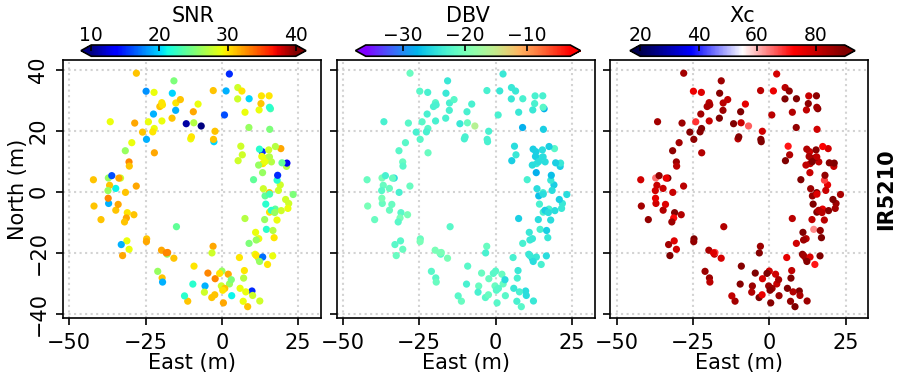 SNR DBV Xc
10 20 30 40 −30 −20 −10 20 40 60 80
North (m)
40
20
0
−20
−40
−50 −25 0 25 −50 −25 0 25 −50 −25 0 25
East (m) East (m) East (m)
IR5210